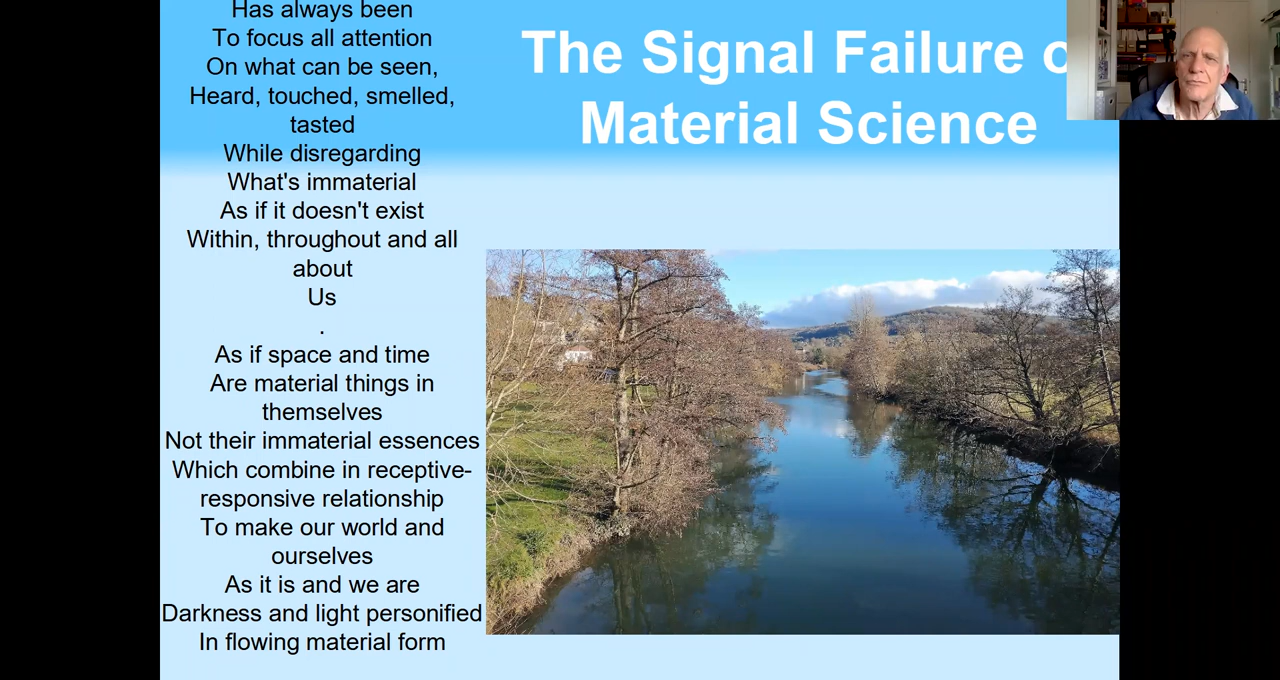 The Signal Failure o
Material Science
Has always been
To focus all attention
On what can be seen,
Heard, touched, smelled,
tasted
While disregarding
What's immaterial
As if it doesn't exist
Within, throughout and all
about
Us
.
As if space and time
Are material things in
themselves
Not their immaterial essences
Which combine in receptive-
responsive relationship
To make our world and
ourselves
As it is and we are
Darkness and light personified
In flowing material form